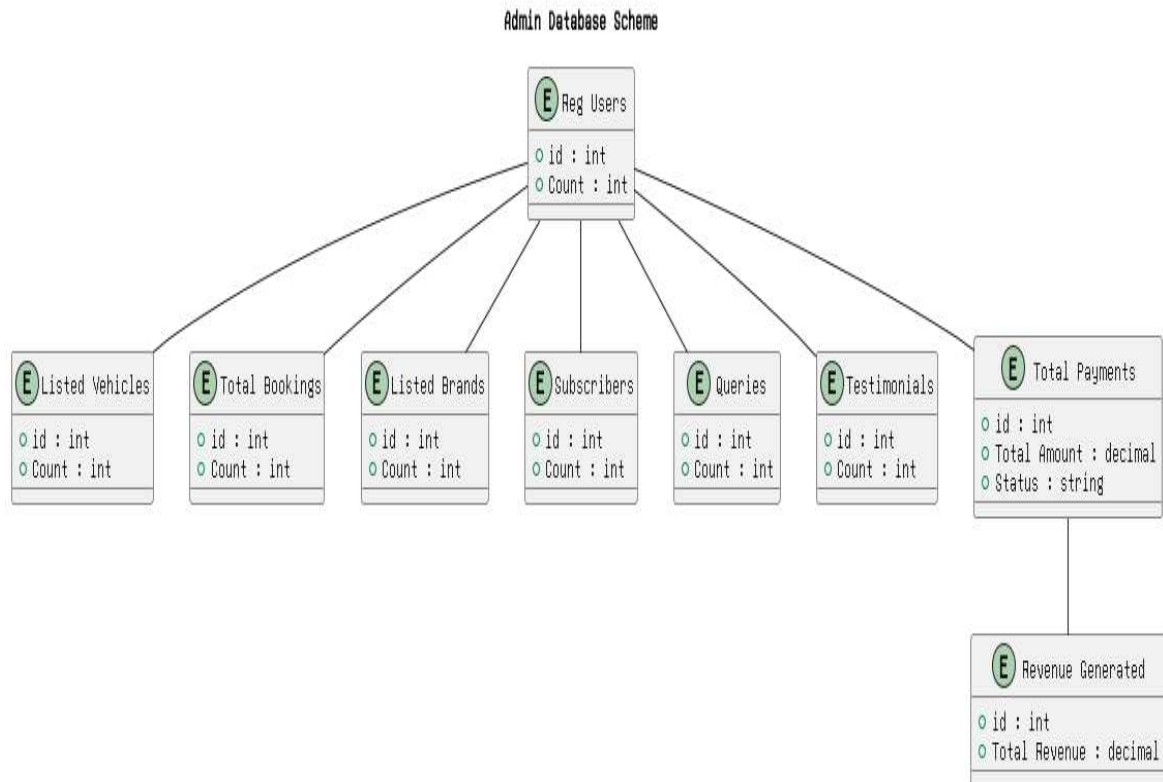 Admin Database Scheme
E Reg Users
id : int
Count : int
E Listed Vehicles
id : int
Count : int
E Total Bookings
id : int
Count : int
E Listed Brands
id : int
Count : int
E Subscribers
id : int
Count : int
E Queries
id : int
Count : int
E Testimonials
id : int
Count : int
E Total Payments
id : int
Total Amount : decimal
Status : string
E Revenue Generated
id : int
Total Revenue : decimal